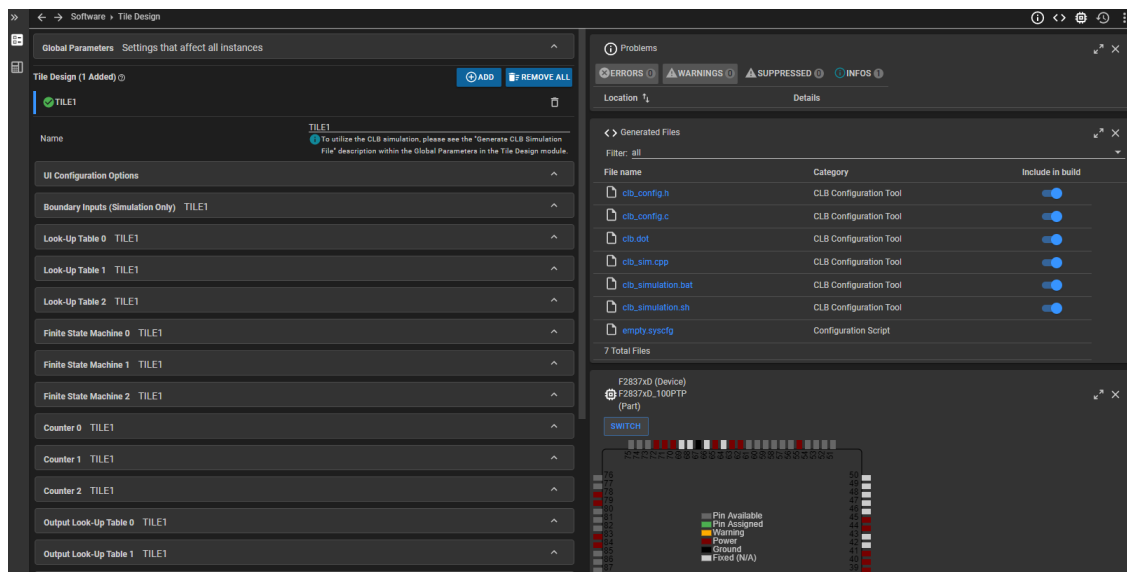 Software › Tile Design
Global Parameters Settings that affect all instances
Tile Design (1 Added)
ADD
REMOVE ALL
TILE1
Name
TILE1
To utilize the CLB simulation, please see the "Generate CLB Simulation
File" description within the Global Parameters in the Tile Design module.
UI Configuration Options
Boundary Inputs (Simulation Only) TILE1
Look-Up Table 0 TILE1
Look-Up Table 1 TILE1
Look-Up Table 2 TILE1
Finite State Machine 0 TILE1
Finite State Machine 1 TILE1
Finite State Machine 2 TILE1
Counter 0 TILE1
Counter 1 TILE1
Counter 2 TILE1
Output Look-Up Table 0 TILE1
Output Look-Up Table 1 TILE1
Problems
ERRORS 0 WARNINGS 0 SUPPRESSED 0 INFOS 1
Location Details
Generated Files
Filter: all
File name Category Include in build
clb_config.h CLB Configuration Tool
clb_config.c CLB Configuration Tool
clb.dot CLB Configuration Tool
clb_sim.cpp CLB Configuration Tool
clb_simulation.bat CLB Configuration Tool
clb_simulation.sh CLB Configuration Tool
empty.syscfg Configuration Script
7 Total Files
F2837xD (Device)
F2837xD_100PTP
(Part)
SWITCH
Pin Available
Pin Assigned
Warning
Power
Ground
Fixed (N/A)